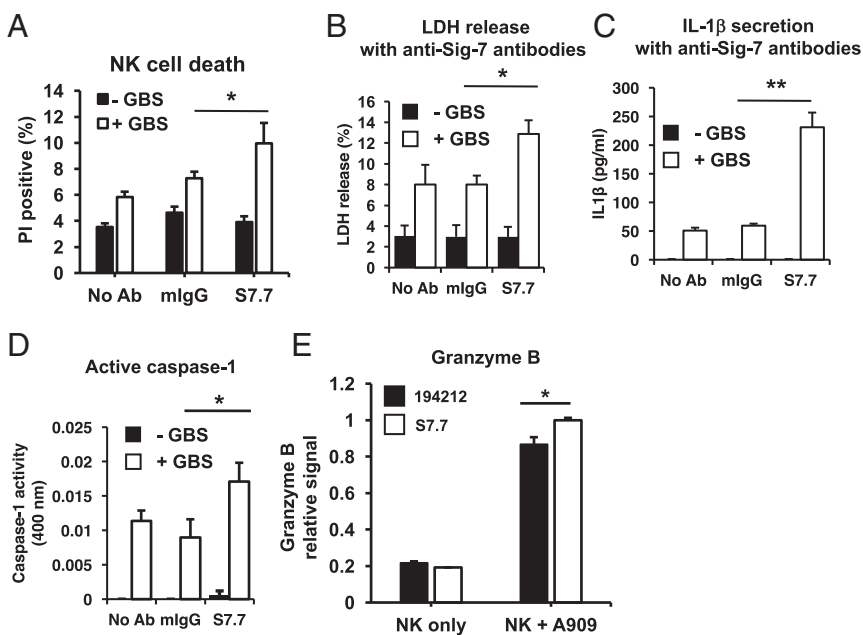 A
NK cell death
PI positive (%)
14
12
10
8
6
4
2
0
- GBS
+ GBS
*
No Ab mIgG S7.7
B
LDH release
with anti-Sig-7 antibodies
LDH release (%)
16
14
12
10
8
6
4
2
0
- GBS
+ GBS
*
No Ab mIgG S7.7
C
IL-1β secretion
with anti-Sig-7 antibodies
IL1β (pg/ml)
300
250
200
150
100
50
0
- GBS
+ GBS
**
No Ab mIgG S7.7
D
Active caspase-1
Caspase-1 activity
(400 nm)
0.025
0.02
0.015
0.01
0.005
0
- GBS
+ GBS
*
No Ab mIgG S7.7
E
Granzyme B
Granzyme B
relative signal
1.2
1
0.8
0.6
0.4
0.2
0
194212
S7.7
*
NK only NK + A909